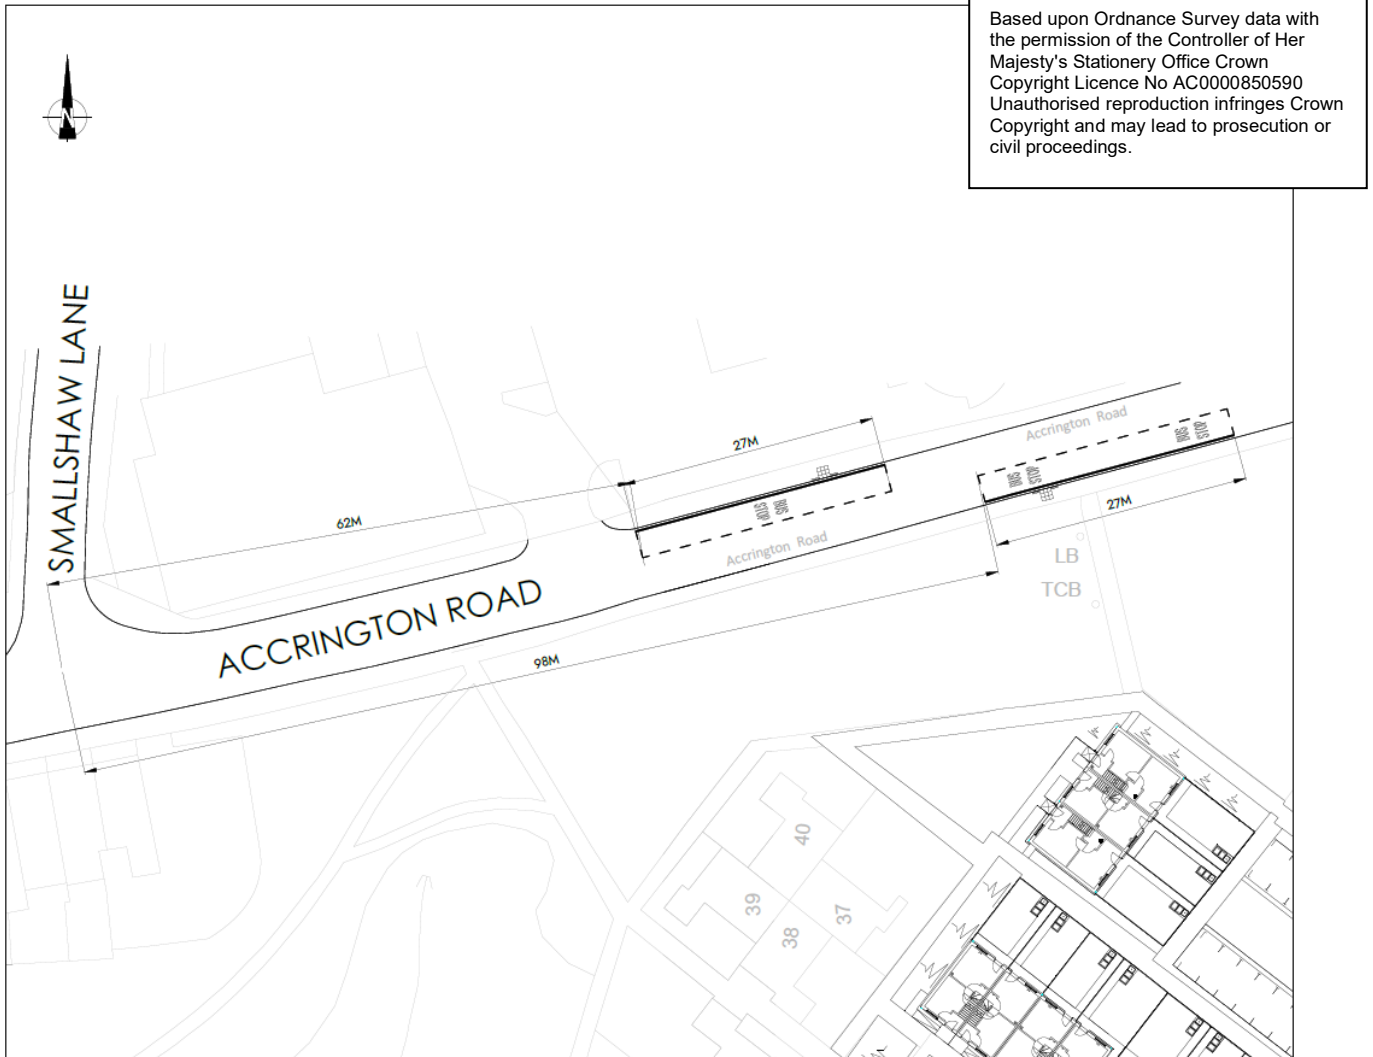 Based upon Ordnance Survey data with
the permission of the Controller of Her
Majesty's Stationery Office Crown
Copyright Licence No AC0000850590
Unauthorised reproduction infringes Crown
Copyright and may lead to prosecution or
civil proceedings.
N
SMALLSHAW LANE
ACCRINGTON ROAD
62M
27M
BUS
STOP
Accrington Road
Accrington Road
BUS
STOP
BUS
STOP
27M
98M
LB
TCB
40
39
38
37